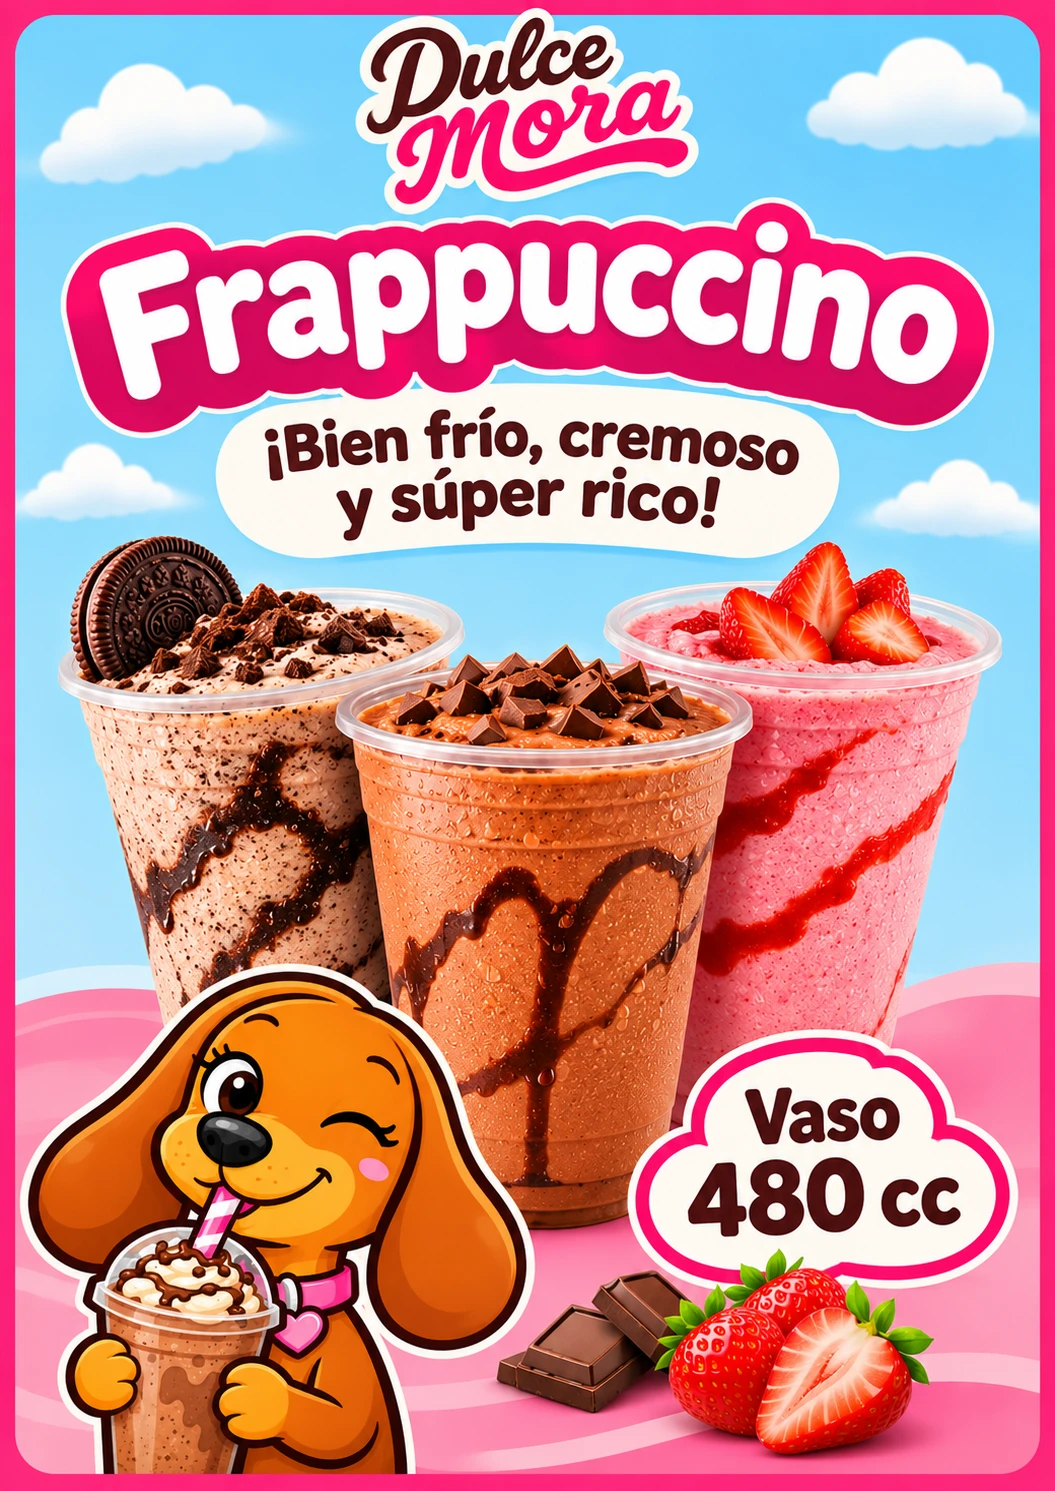 Dulce
Mora
Frappuccino
¡Bien frío, cremoso
y súper rico!
Vaso
480 cc